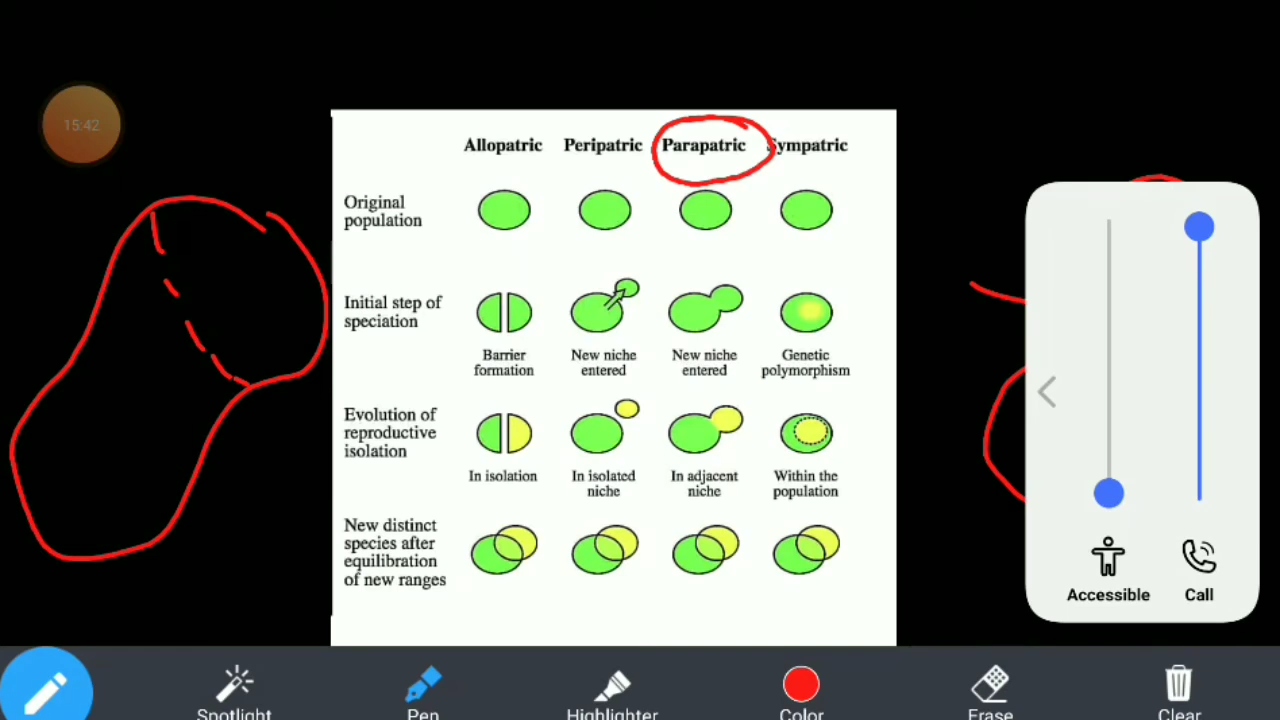 15:42
Allopatric Peripatric Parapatric Sympatric
Original
population
Initial step of
speciation
Barrier
formation
New niche
entered
New niche
entered
Genetic
polymorphism
Evolution of
reproductive
isolation
In isolation
In isolated
niche
In adjacent
niche
Within the
population
New distinct
species after
equilibration
of new ranges
Accessible Call
Spotlight Pen Highlighter Color Erase Clear